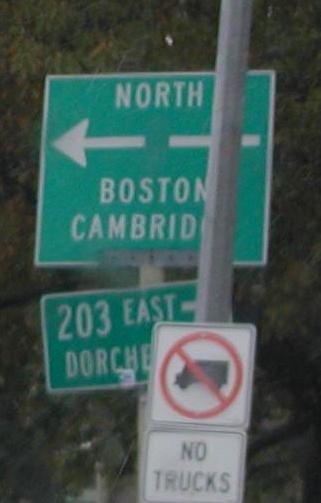 NORTH
BOSTON
CAMBRID
203 EAST
DORCHE
NO
TRUCKS